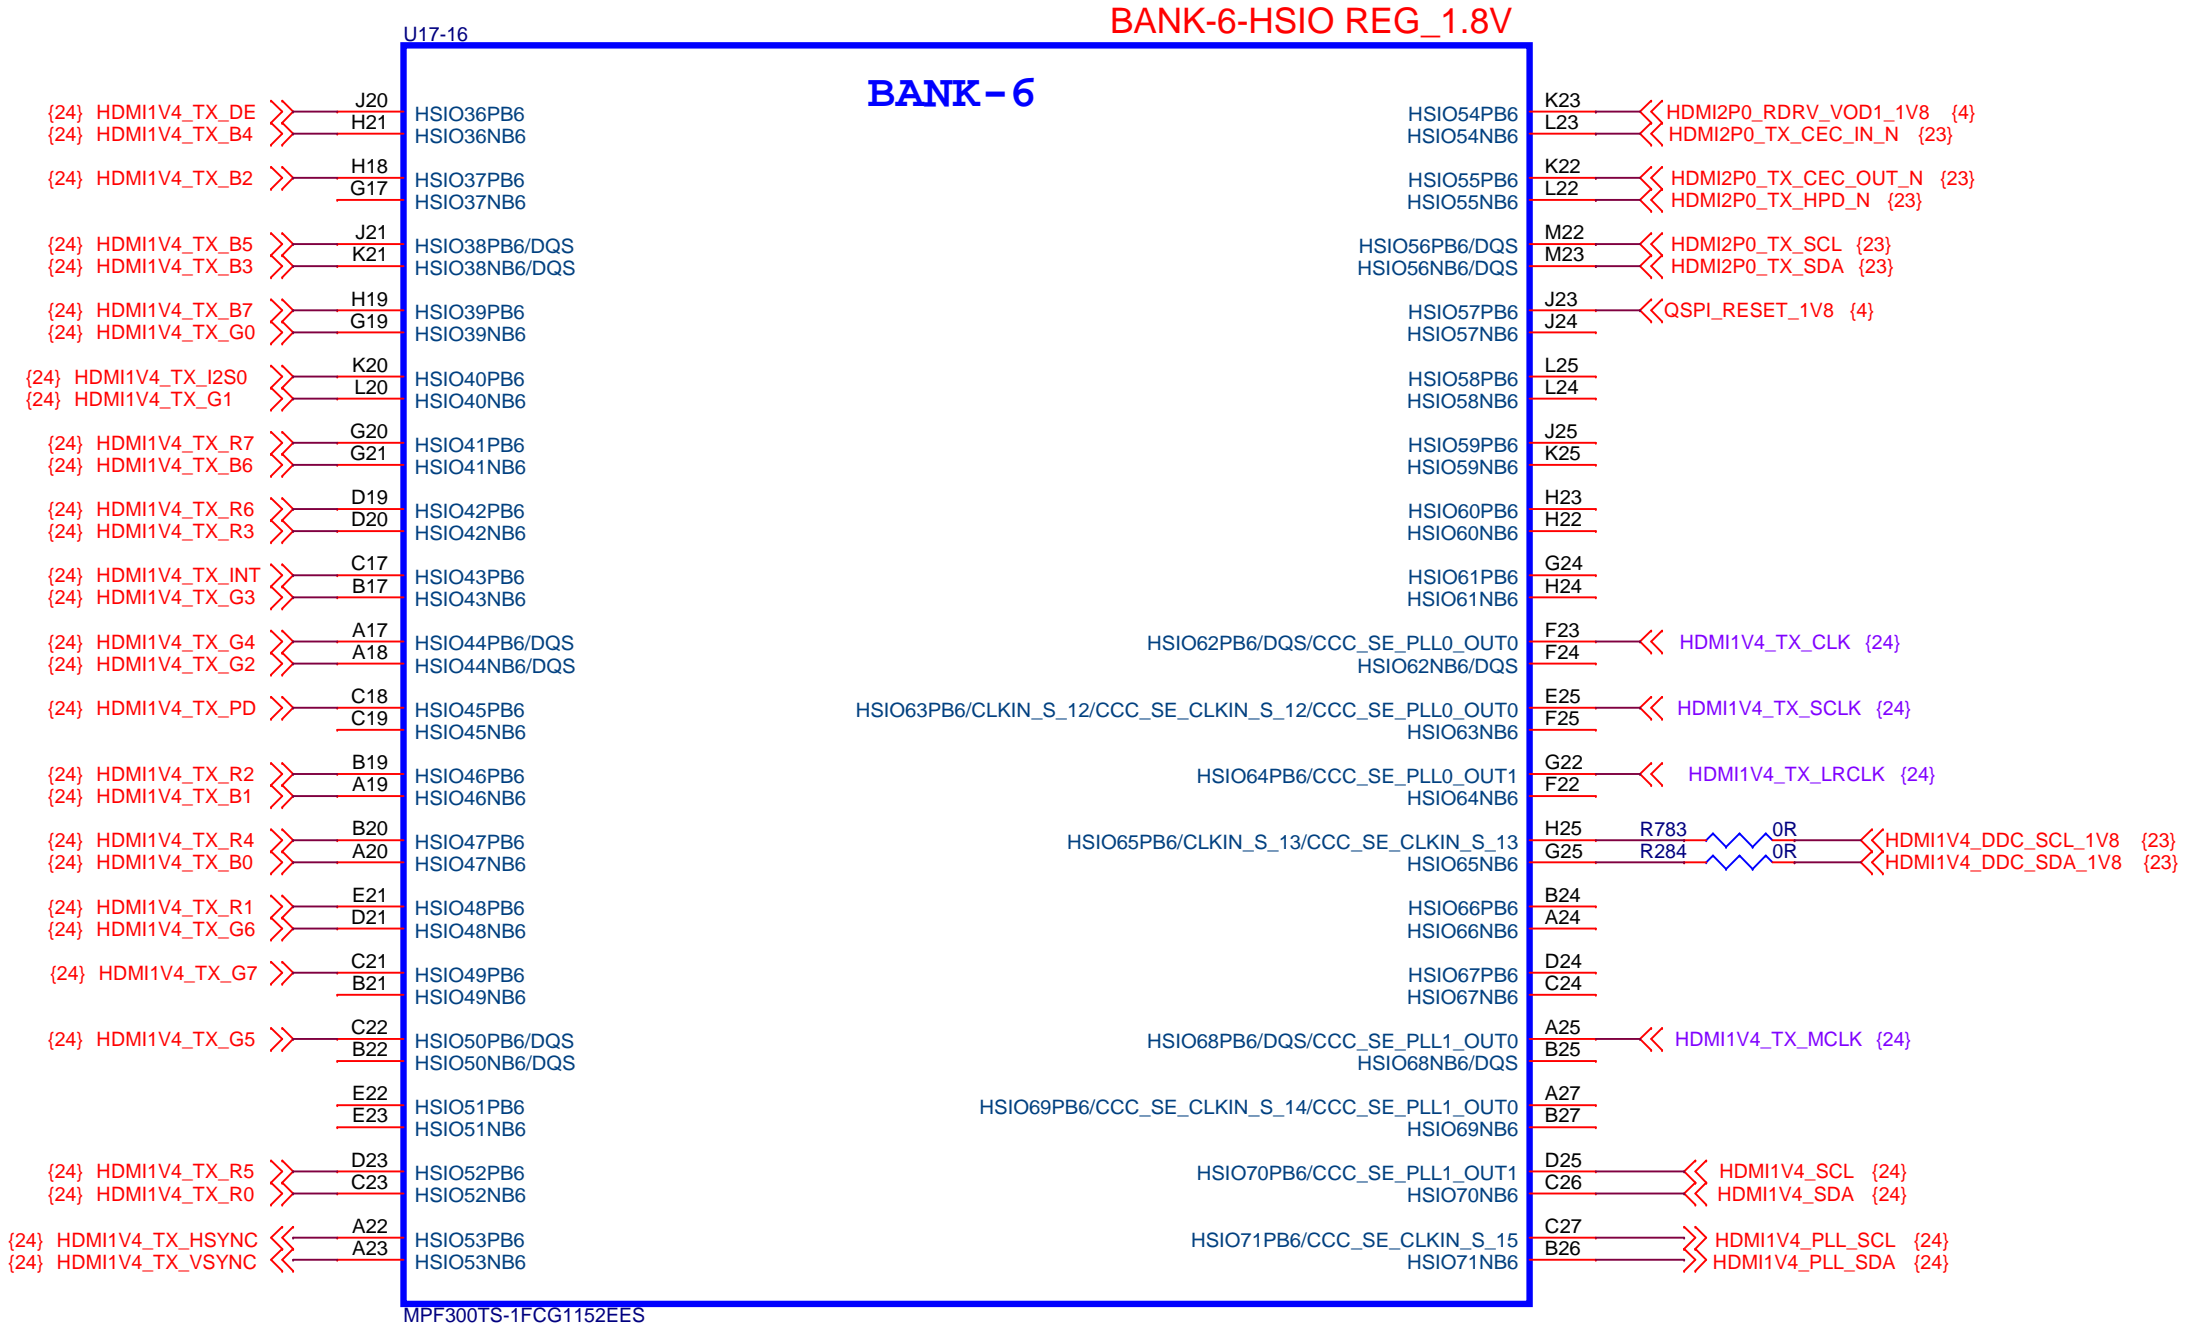 BANK-6-HSIO REG_1.8V
U17-16
BANK-6
{24} HDMI1V4_TX_DE J20 HSIO36PB6
{24} HDMI1V4_TX_B4 H21 HSIO36NB6
{24} HDMI1V4_TX_B2 H18 HSIO37PB6
G17 HSIO37NB6
{24} HDMI1V4_TX_B5 J21 HSIO38PB6/DQS
{24} HDMI1V4_TX_B3 K21 HSIO38NB6/DQS
{24} HDMI1V4_TX_B7 H19 HSIO39PB6
{24} HDMI1V4_TX_G0 G19 HSIO39NB6
{24} HDMI1V4_TX_I2S0 K20 HSIO40PB6
{24} HDMI1V4_TX_G1 L20 HSIO40NB6
{24} HDMI1V4_TX_R7 G20 HSIO41PB6
{24} HDMI1V4_TX_B6 G21 HSIO41NB6
{24} HDMI1V4_TX_R6 D19 HSIO42PB6
{24} HDMI1V4_TX_R3 D20 HSIO42NB6
{24} HDMI1V4_TX_INT C17 HSIO43PB6
{24} HDMI1V4_TX_G3 B17 HSIO43NB6
{24} HDMI1V4_TX_G4 A17 HSIO44PB6/DQS
{24} HDMI1V4_TX_G2 A18 HSIO44NB6/DQS
{24} HDMI1V4_TX_PD C18 HSIO45PB6
C19 HSIO45NB6
{24} HDMI1V4_TX_R2 B19 HSIO46PB6
{24} HDMI1V4_TX_B1 A19 HSIO46NB6
{24} HDMI1V4_TX_R4 B20 HSIO47PB6
{24} HDMI1V4_TX_B0 A20 HSIO47NB6
{24} HDMI1V4_TX_R1 E21 HSIO48PB6
{24} HDMI1V4_TX_G6 D21 HSIO48NB6
{24} HDMI1V4_TX_G7 C21 HSIO49PB6
B21 HSIO49NB6
{24} HDMI1V4_TX_G5 C22 HSIO50PB6/DQS
B22 HSIO50NB6/DQS
E22 HSIO51PB6
E23 HSIO51NB6
{24} HDMI1V4_TX_R5 D23 HSIO52PB6
{24} HDMI1V4_TX_R0 C23 HSIO52NB6
{24} HDMI1V4_TX_HSYNC A22 HSIO53PB6
{24} HDMI1V4_TX_VSYNC A23 HSIO53NB6
HSIO54PB6 K23 HDMI2P0_RDRV_VOD1_1V8 {4}
HSIO54NB6 L23 HDMI2P0_TX_CEC_IN_N {23}
HSIO55PB6 K22 HDMI2P0_TX_CEC_OUT_N {23}
HSIO55NB6 L22 HDMI2P0_TX_HPD_N {23}
HSIO56PB6/DQS M22 HDMI2P0_TX_SCL {23}
HSIO56NB6/DQS M23 HDMI2P0_TX_SDA {23}
HSIO57PB6 J23 QSPI_RESET_1V8 {4}
HSIO57NB6 J24
HSIO58PB6 L25
HSIO58NB6 L24
HSIO59PB6 J25
HSIO59NB6 K25
HSIO60PB6 H23
HSIO60NB6 H22
HSIO61PB6 G24
HSIO61NB6 H24
HSIO62PB6/DQS/CCC_SE_PLL0_OUT0 F23 HDMI1V4_TX_CLK {24}
HSIO62NB6/DQS F24
HSIO63PB6/CLKIN_S_12/CCC_SE_CLKIN_S_12/CCC_SE_PLL0_OUT0 E25 HDMI1V4_TX_SCLK {24}
HSIO63NB6 F25
HSIO64PB6/CCC_SE_PLL0_OUT1 G22 HDMI1V4_TX_LRCLK {24}
HSIO64NB6 F22
HSIO65PB6/CLKIN_S_13/CCC_SE_CLKIN_S_13 H25 R783 0R HDMI1V4_DDC_SCL_1V8 {23}
HSIO65NB6 G25 R284 0R HDMI1V4_DDC_SDA_1V8 {23}
HSIO66PB6 B24
HSIO66NB6 A24
HSIO67PB6 D24
HSIO67NB6 C24
HSIO68PB6/DQS/CCC_SE_PLL1_OUT0 A25 HDMI1V4_TX_MCLK {24}
HSIO68NB6/DQS B25
HSIO69PB6/CCC_SE_CLKIN_S_14/CCC_SE_PLL1_OUT0 A27
HSIO69NB6 B27
HSIO70PB6/CCC_SE_PLL1_OUT1 D25 HDMI1V4_SCL {24}
HSIO70NB6 C26 HDMI1V4_SDA {24}
HSIO71PB6/CCC_SE_CLKIN_S_15 C27 HDMI1V4_PLL_SCL {24}
HSIO71NB6 B26 HDMI1V4_PLL_SDA {24}
MPF300TS-1FCG1152EES